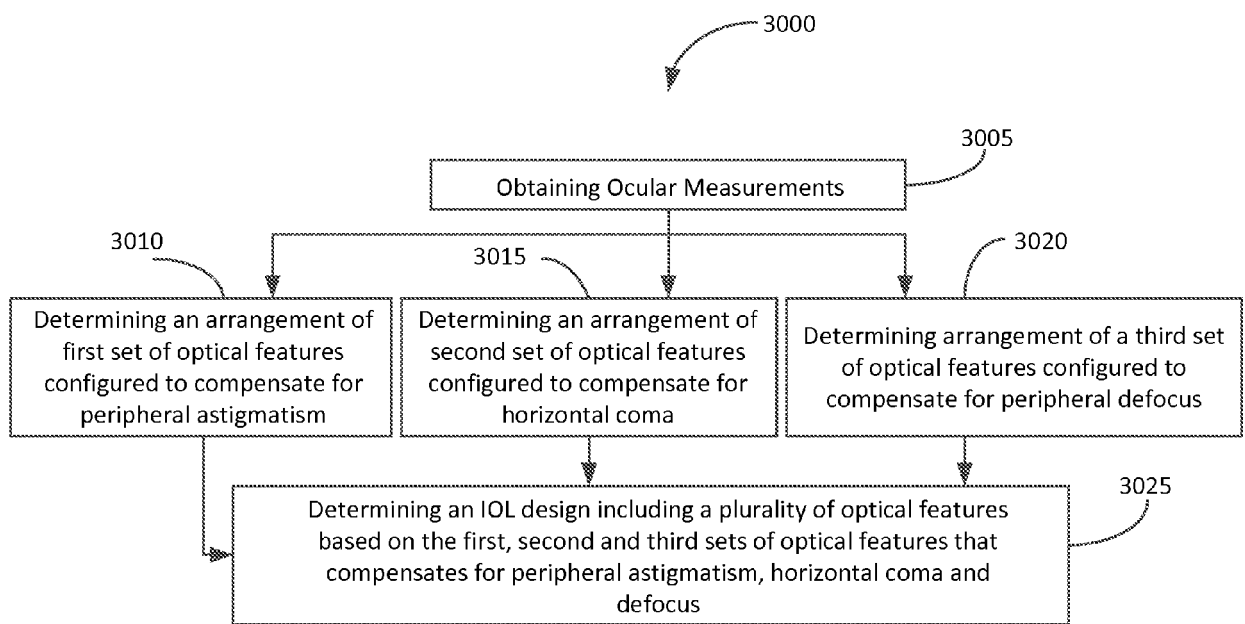 3000
3005
Obtaining Ocular Measurements
3010
3015
3020
Determining an arrangement of
first set of optical features
configured to compensate for
peripheral astigmatism
Determining an arrangement of
second set of optical features
configured to compensate for
horizontal coma
Determining arrangement of a third set
of optical features configured to
compensate for peripheral defocus
3025
Determining an IOL design including a plurality of optical features
based on the first, second and third sets of optical features that
compensates for peripheral astigmatism, horizontal coma and
defocus